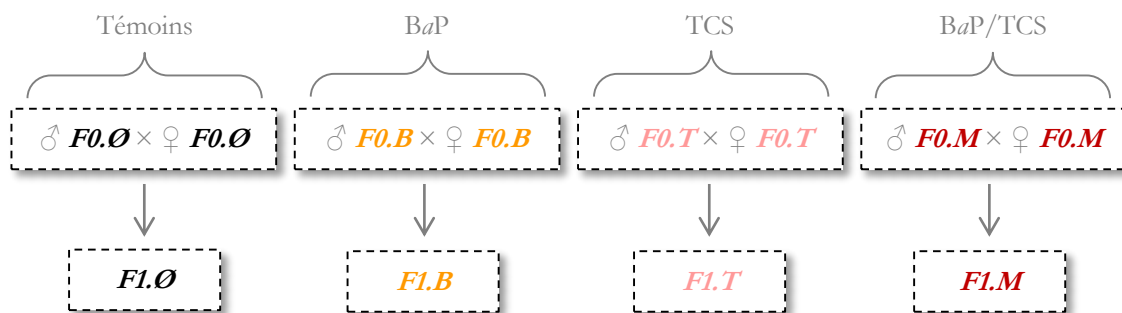 Témoins BaP TCS BaP/TCS
♂ F0.Ø × ♀ F0.Ø ♂ F0.B × ♀ F0.B ♂ F0.T × ♀ F0.T ♂ F0.M × ♀ F0.M
F1.Ø F1.B F1.T F1.M